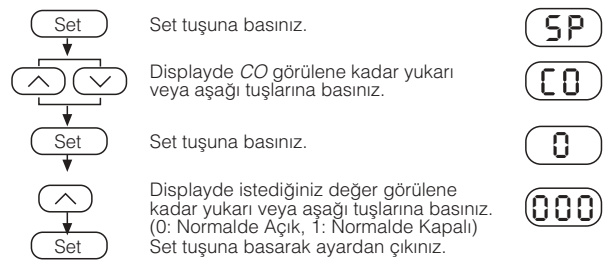 Set Set tuşuna basınız. SP
Displayde CO görülene kadar yukarı
veya aşağı tuşlarına basınız. CO
Set Set tuşuna basınız. 0
Displayde istediğiniz değer görülene
kadar yukarı veya aşağı tuşlarına basınız. 000
(0: Normalde Açık, 1: Normalde Kapalı)
Set Set tuşuna basarak ayardan çıkınız.